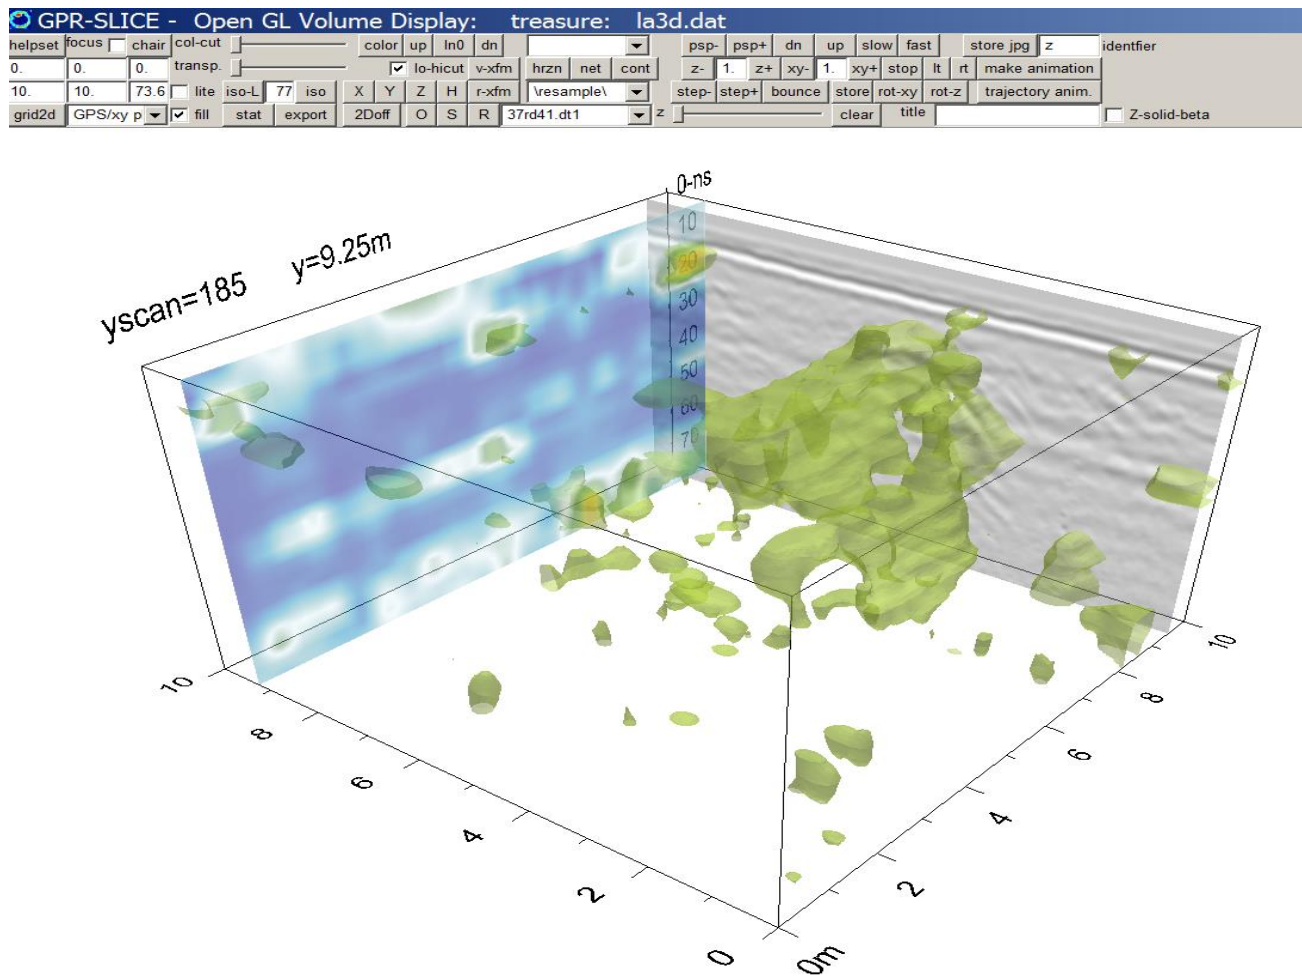 GPR-SLICE - Open GL Volume Display: treasure: la3d.dat
helpset focus chair col-cut color up ln0 dn psp- psp+ dn up slow fast store jpg z identfier
0. 0. 0. transp. lo-hicut v-xfm hrzn net cont z- 1. z+ xy- 1. xy+ stop lt rt make animation
10. 10. 73.6 lite iso-L 77 iso X Y Z H r-xfm \resample\ step- step+ bounce store rot-xy rot-z trajectory anim.
grid2d GPS/xy p fill stat export 2Doff O S R 37rd41.dt1 z clear title Z-solid-beta
0-ns
10
20
30
40
50
60
70
yscan=185 y=9.25m
10
8
6
4
2
0
0m
2
4
6
8
10